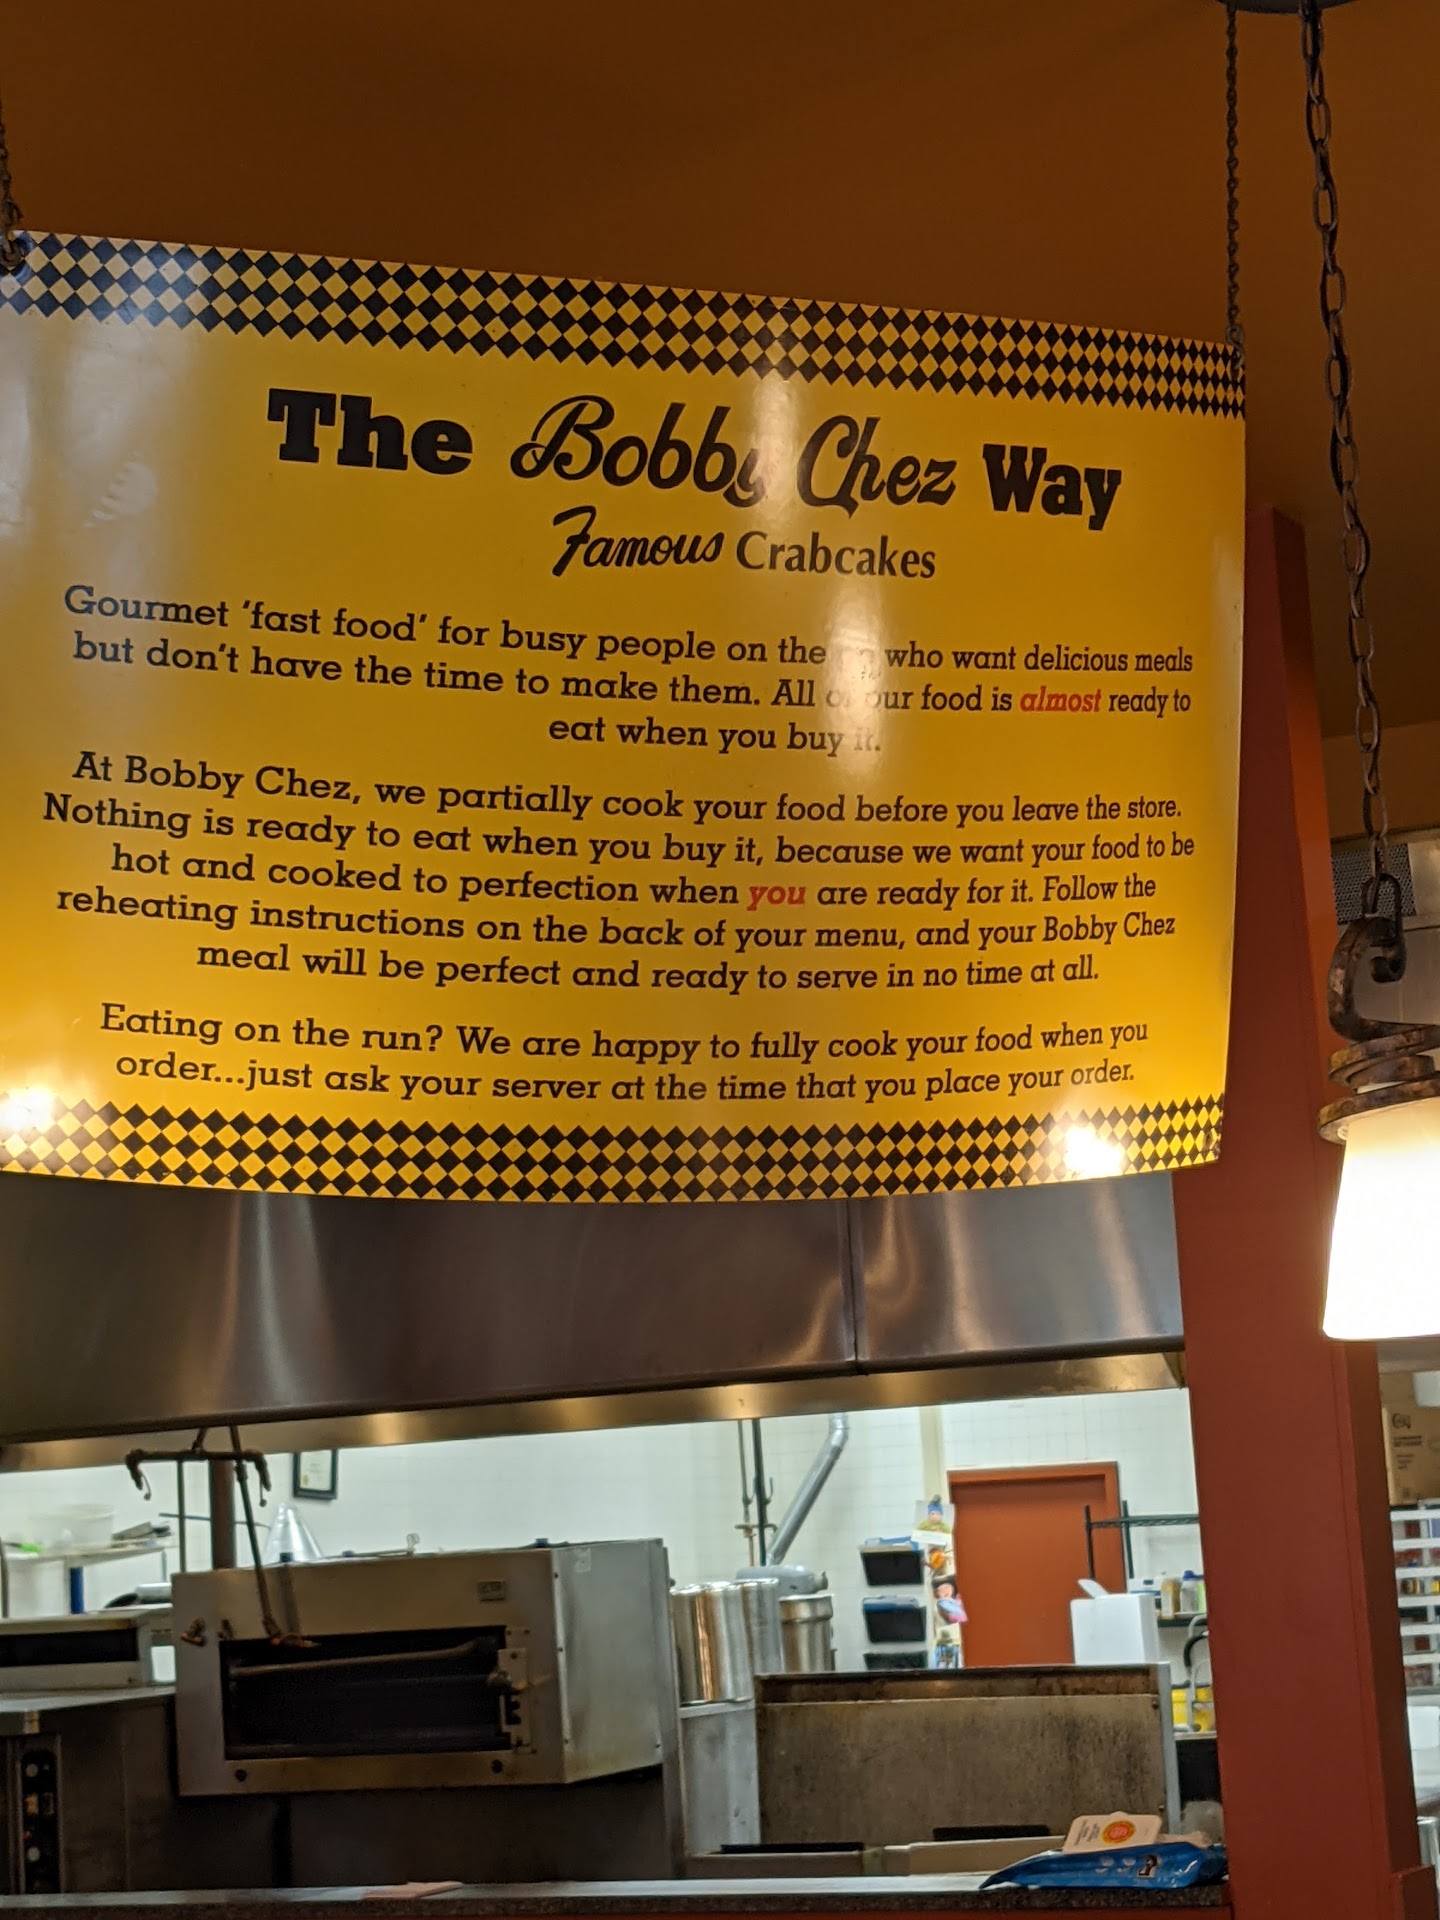 The Bobby Chez Way
Famous Crabcakes
Gourmet 'fast food' for busy people on the who want delicious meals
but don't have the time to make them. All of our food is almost ready to
eat when you buy it.
At Bobby Chez, we partially cook your food before you leave the store.
Nothing is ready to eat when you buy it, because we want your food to be
hot and cooked to perfection when you are ready for it. Follow the
reheating instructions on the back of your menu, and your Bobby Chez
meal will be perfect and ready to serve in no time at all.
Eating on the run? We are happy to fully cook your food when you
order...just ask your server at the time that you place your order.